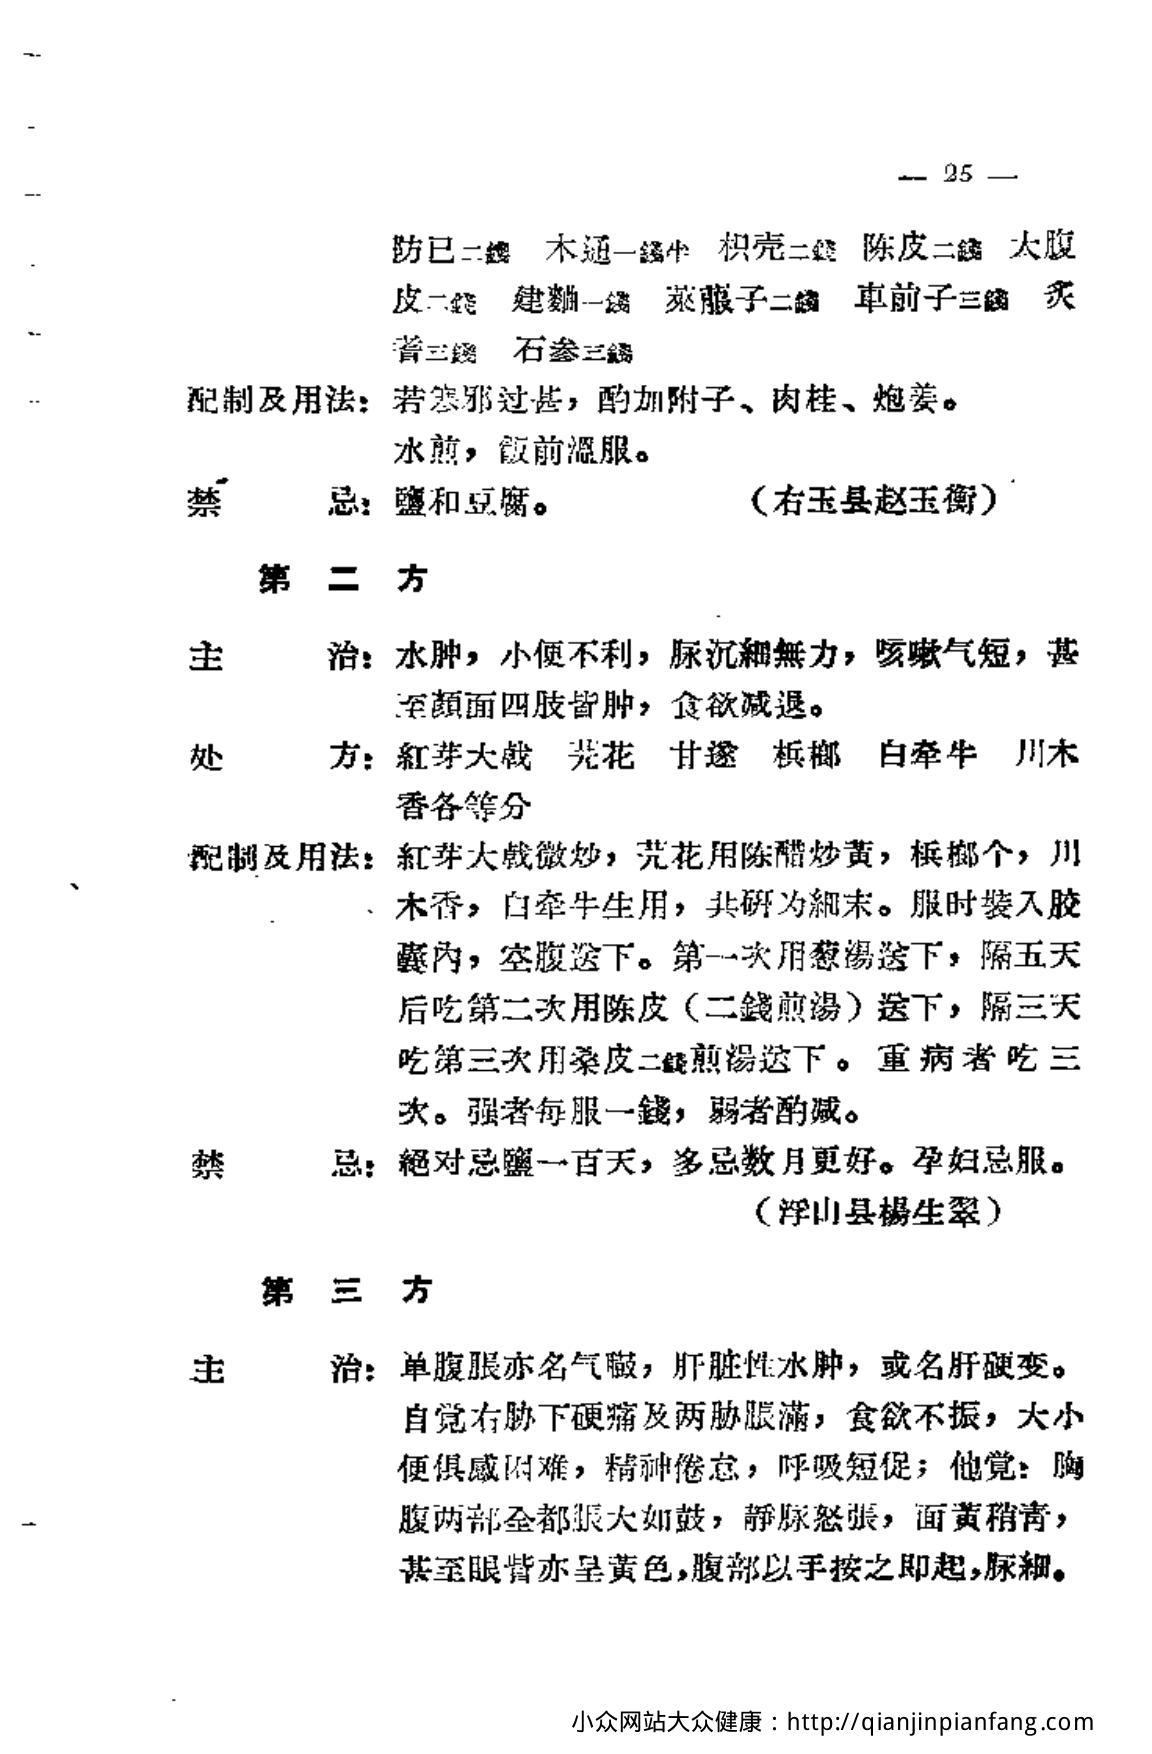 — 25 —
防已二錢 木通一錢半 枳壳二錢 陈皮二錢 大腹
皮二錢 建麯一錢 萊菔子二錢 車前子三錢 炙
蓍三錢 石參三錢
配制及用法：若寒邪过甚，酌加附子、肉桂、炮姜。
水煎，飯前溫服。
禁忌：鹽和豆腐。 （右玉县赵玉衡）
第二方
主治：水肿，小便不利，脉沉細無力，咳嗽气短，甚
至顏面四肢皆肿，食欲减退。
处方：紅芽大戟 芫花 甘遂 梹榔 白牵牛 川木
香各等分
配制及用法：紅芽大戟微炒，芫花用陈醋炒黄，梹榔个，川
木香，白牵牛生用，共研为細末。服时裝入胶
囊內，空腹送下。第一次用葱湯送下，隔五天
后吃第二次用陈皮（二錢煎湯）送下，隔三天
吃第三次用桑皮二錢煎湯送下。重病者吃三
次。强者每服一錢，弱者酌减。
禁忌：絕对忌鹽一百天，多忌数月更好。孕妇忌服。
（浮山县楊生翠）
第三方
主治：单腹脹亦名气臌，肝脏性水肿，或名肝硬变。
自覚右胁下硬痛及两胁脹滿，食欲不振，大小
便俱感困难，精神倦怠，呼吸短促；他覚：胸
腹两部全都脹大如鼓，靜脉怒張，面黃稍靑，
甚至眼眥亦呈黃色，腹部以手按之即起，脉細。
小众网站大众健康：http://qianjinpianfang.com